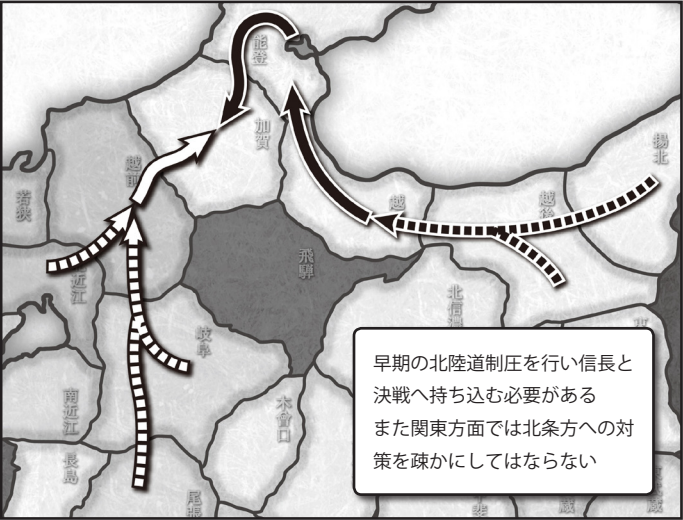 能登
加賀
揚北
越前
若狭
越
越後
飛騨
近江
北信濃
岐阜
早期の北陸道制圧を行い信長と
決戦へ持ち込む必要がある
また関東方面では北条方への対
策を疎かにしてはならない
木曾口
南近江
長島
尾張